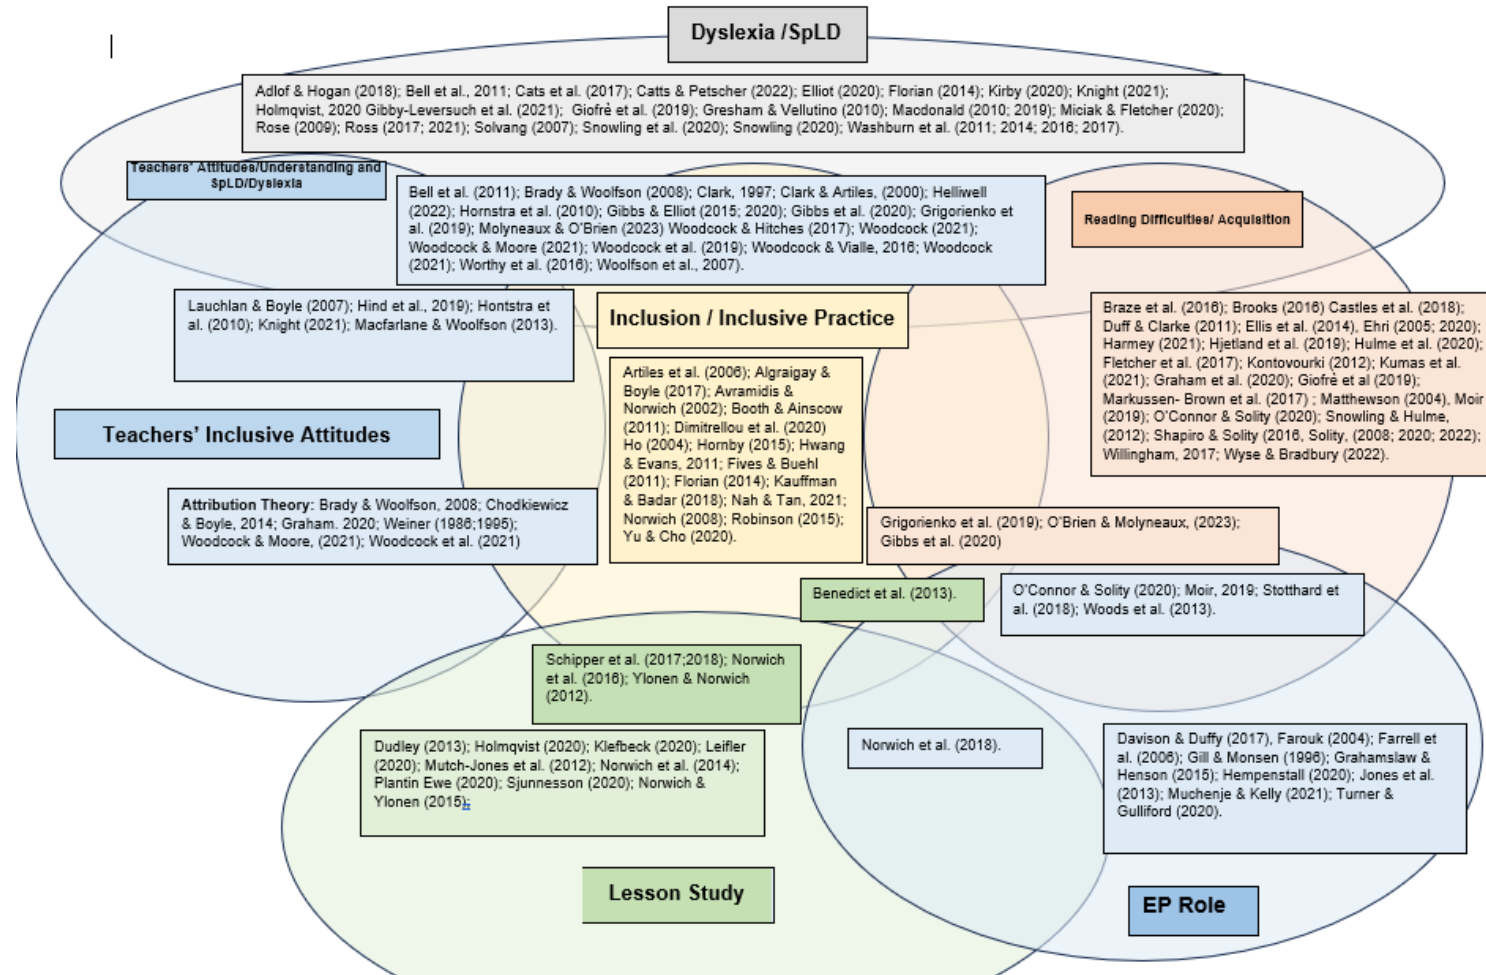 Dyslexia /SpLD
Adlof & Hogan (2018); Bell et al., 2011; Cats et al. (2017); Catts & Petscher (2022); Elliot (2020); Florian (2014); Kirby (2020); Knight (2021);
Holmqvist, 2020 Gibby-Leversuch et al. (2021); Giofrè et al. (2019); Gresham & Vellutino (2010); Macdonald (2010; 2019); Miciak & Fletcher (2020);
Rose (2009); Ross (2017; 2021); Solvang (2007); Snowling et al. (2020); Snowling (2020); Washburn et al. (2011; 2014; 2016; 2017).
Teachers' Attitudes/Understanding and
SpLD/Dyslexia
Bell et al. (2011); Brady & Woolfson (2008); Clark, 1997; Clark & Artiles, (2000); Helliwell
(2022); Hornstra et al. (2010); Gibbs & Elliot (2015; 2020); Gibbs et al. (2020); Grigorienko et
al. (2019); Molyneaux & O'Brien (2023) Woodcock & Hitches (2017); Woodcock (2021);
Woodcock & Moore (2021); Woodcock et al. (2019); Woodcock & Vialle, 2016; Woodcock
(2021); Worthy et al. (2016); Woolfson et al., 2007).
Reading Difficulties/ Acquisition
Lauchlan & Boyle (2007); Hind et al., 2019); Hontstra et
al. (2010); Knight (2021); Macfarlane & Woolfson (2013).
Inclusion / Inclusive Practice
Braze et al. (2016); Brooks (2016) Castles et al. (2018);
Duff & Clarke (2011); Ellis et al. (2014), Ehri (2005; 2020);
Harmey (2021); Hjetland et al. (2019); Hulme et al. (2020);
Fletcher et al. (2017); Kontovourki (2012); Kumas et al.
(2021); Graham et al. (2020); Giofrè et al (2019);
Markussen- Brown et al. (2017) ; Matthewson (2004), Moir
(2019); O'Connor & Solity (2020); Snowling & Hulme,
(2012); Shapiro & Solity (2016, Solity, (2008; 2020; 2022);
Willingham, 2017; Wyse & Bradbury (2022).
Artiles et al. (2006); Algraigay &
Boyle (2017); Avramidis &
Norwich (2002); Booth & Ainscow
(2011); Dimitrellou et al. (2020)
Ho (2004); Hornby (2015); Hwang
& Evans, 2011; Fives & Buehl
(2011); Florian (2014); Kauffman
& Badar (2018); Nah & Tan, 2021;
Norwich (2008); Robinson (2015);
Yu & Cho (2020).
Teachers' Inclusive Attitudes
Attribution Theory: Brady & Woolfson, 2008; Chodkiewicz
& Boyle, 2014; Graham. 2020; Weiner (1986;1995);
Woodcock & Moore, (2021); Woodcock et al. (2021)
Grigorienko et al. (2019); O'Brien & Molyneaux, (2023);
Gibbs et al. (2020)
Benedict et al. (2013).
O'Connor & Solity (2020); Moir, 2019; Stotthard et
al. (2018); Woods et al. (2013).
Schipper et al. (2017;2018); Norwich
et al. (2016); Ylonen & Norwich
(2012).
Dudley (2013); Holmqvist (2020); Klefbeck (2020); Leifler
(2020); Mutch-Jones et al. (2012); Norwich et al. (2014);
Plantin Ewe (2020); Sjunnesson (2020); Norwich &
Ylonen (2015);
Norwich et al. (2018).
Davison & Duffy (2017), Farouk (2004); Farrell et
al. (2006); Gill & Monsen (1996); Grahamslaw &
Henson (2015); Hempenstall (2020); Jones et al.
(2013); Muchenje & Kelly (2021); Turner &
Gulliford (2020).
Lesson Study
EP Role